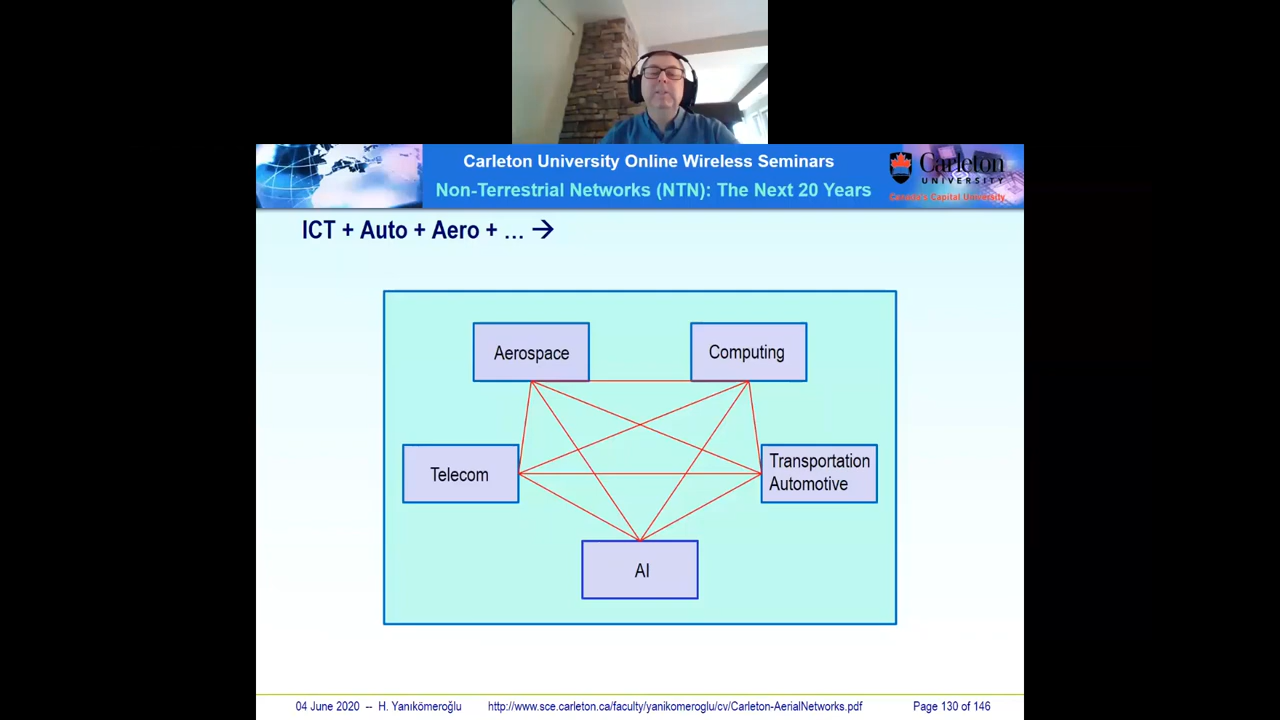 Carleton University Online Wireless Seminars
Non-Terrestrial Networks (NTN): The Next 20 Years
Carleton
UNIVERSITY
Canada's Capital University
ICT + Auto + Aero + … →
Aerospace
Computing
Telecom
Transportation
Automotive
AI
04 June 2020 -- H. Yanıkömeroğlu
http://www.sce.carleton.ca/faculty/yanikomeroglu/cv/Carleton-AerialNetworks.pdf
Page 130 of 146